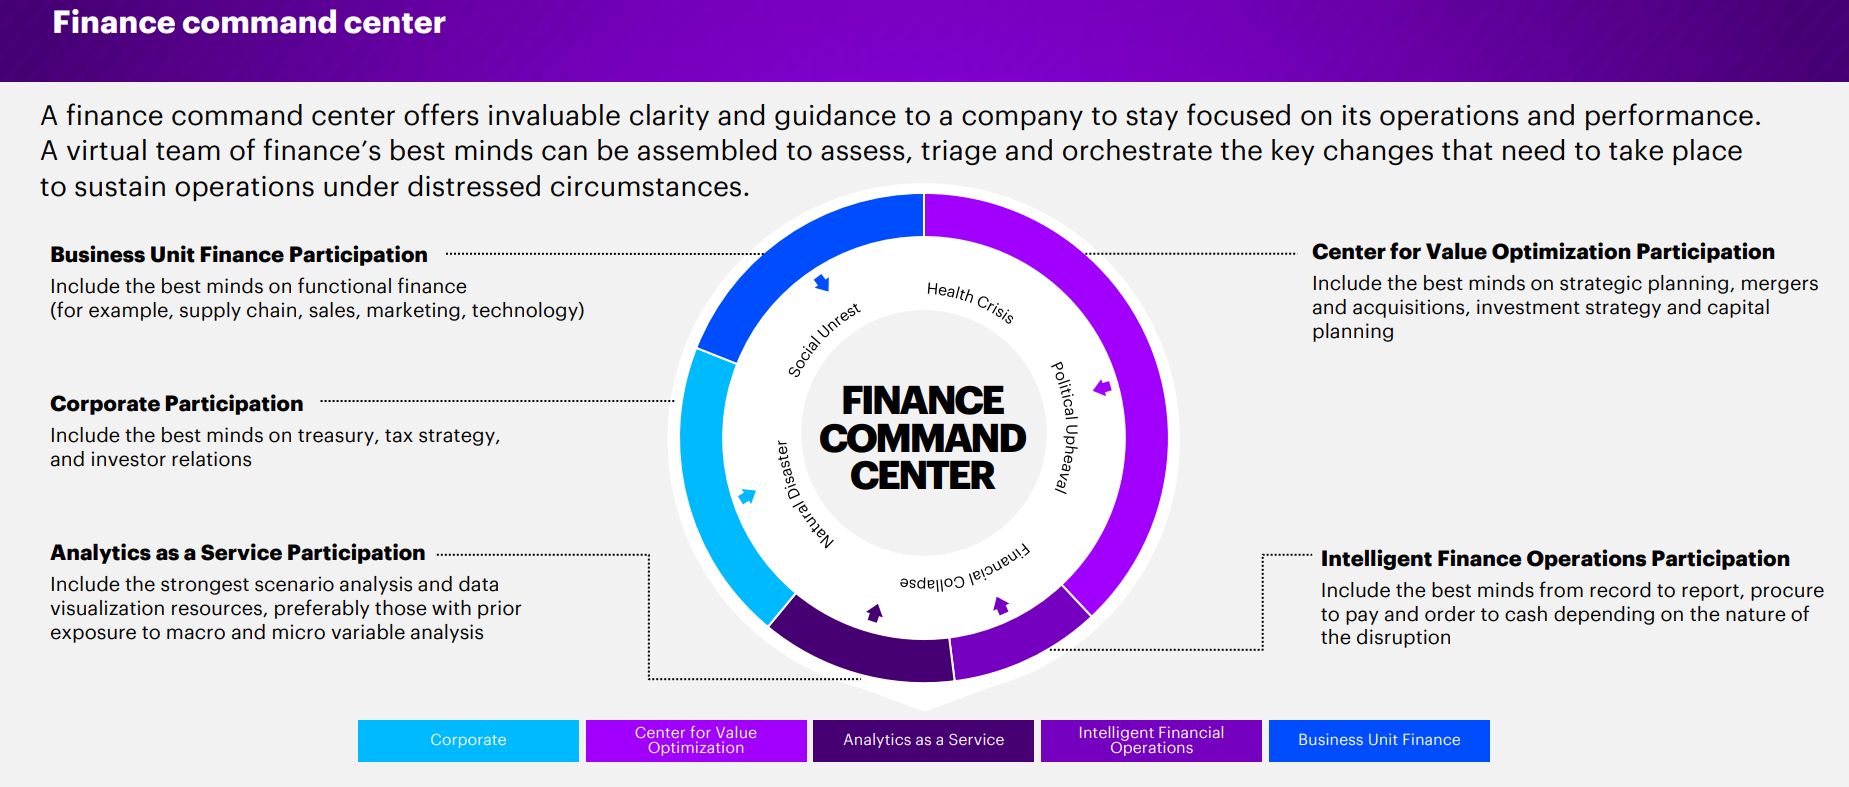 Finance command center
A finance command center offers invaluable clarity and guidance to a company to stay focused on its operations and performance.
A virtual team of finance's best minds can be assembled to assess, triage and orchestrate the key changes that need to take place
to sustain operations under distressed circumstances.
Business Unit Finance Participation
Include the best minds on functional finance
(for example, supply chain, sales, marketing, technology)
Corporate Participation
Include the best minds on treasury, tax strategy,
and investor relations
Analytics as a Service Participation
Include the strongest scenario analysis and data
visualization resources, preferably those with prior
exposure to macro and micro variable analysis
Health Crisis
Political Upheaval
Financial Collapse
Natural Disaster
Social Unrest
FINANCE
COMMAND
CENTER
Center for Value Optimization Participation
Include the best minds on strategic planning, mergers
and acquisitions, investment strategy and capital
planning
Intelligent Finance Operations Participation
Include the best minds from record to report, procure
to pay and order to cash depending on the nature of
the disruption
Corporate
Center for Value
Optimization
Analytics as a Service
Intelligent Financial
Operations
Business Unit Finance